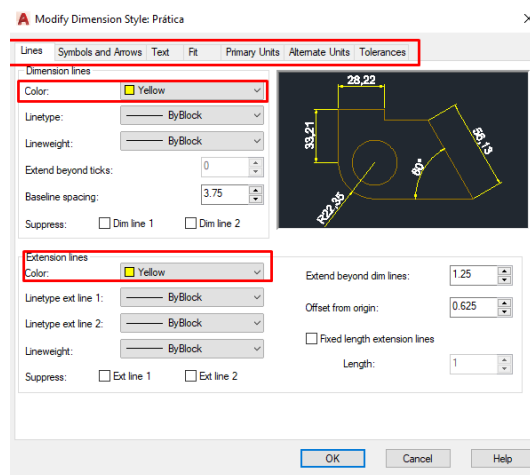 Modify Dimension Style: Prática
Lines Symbols and Arrows Text Fit Primary Units Alternate Units Tolerances
Dimension lines
Color: Yellow
Linetype: ByBlock
Lineweight: ByBlock
Extend beyond ticks: 0
Baseline spacing: 3.75
Suppress: Dim line 1 Dim line 2
28,22
33,21
56,13
60°
R22,35
Extension lines
Color: Yellow
Linetype ext line 1: ByBlock
Linetype ext line 2: ByBlock
Lineweight: ByBlock
Suppress: Ext line 1 Ext line 2
Extend beyond dim lines: 1.25
Offset from origin: 0.625
Fixed length extension lines
Length: 1
OK Cancel Help